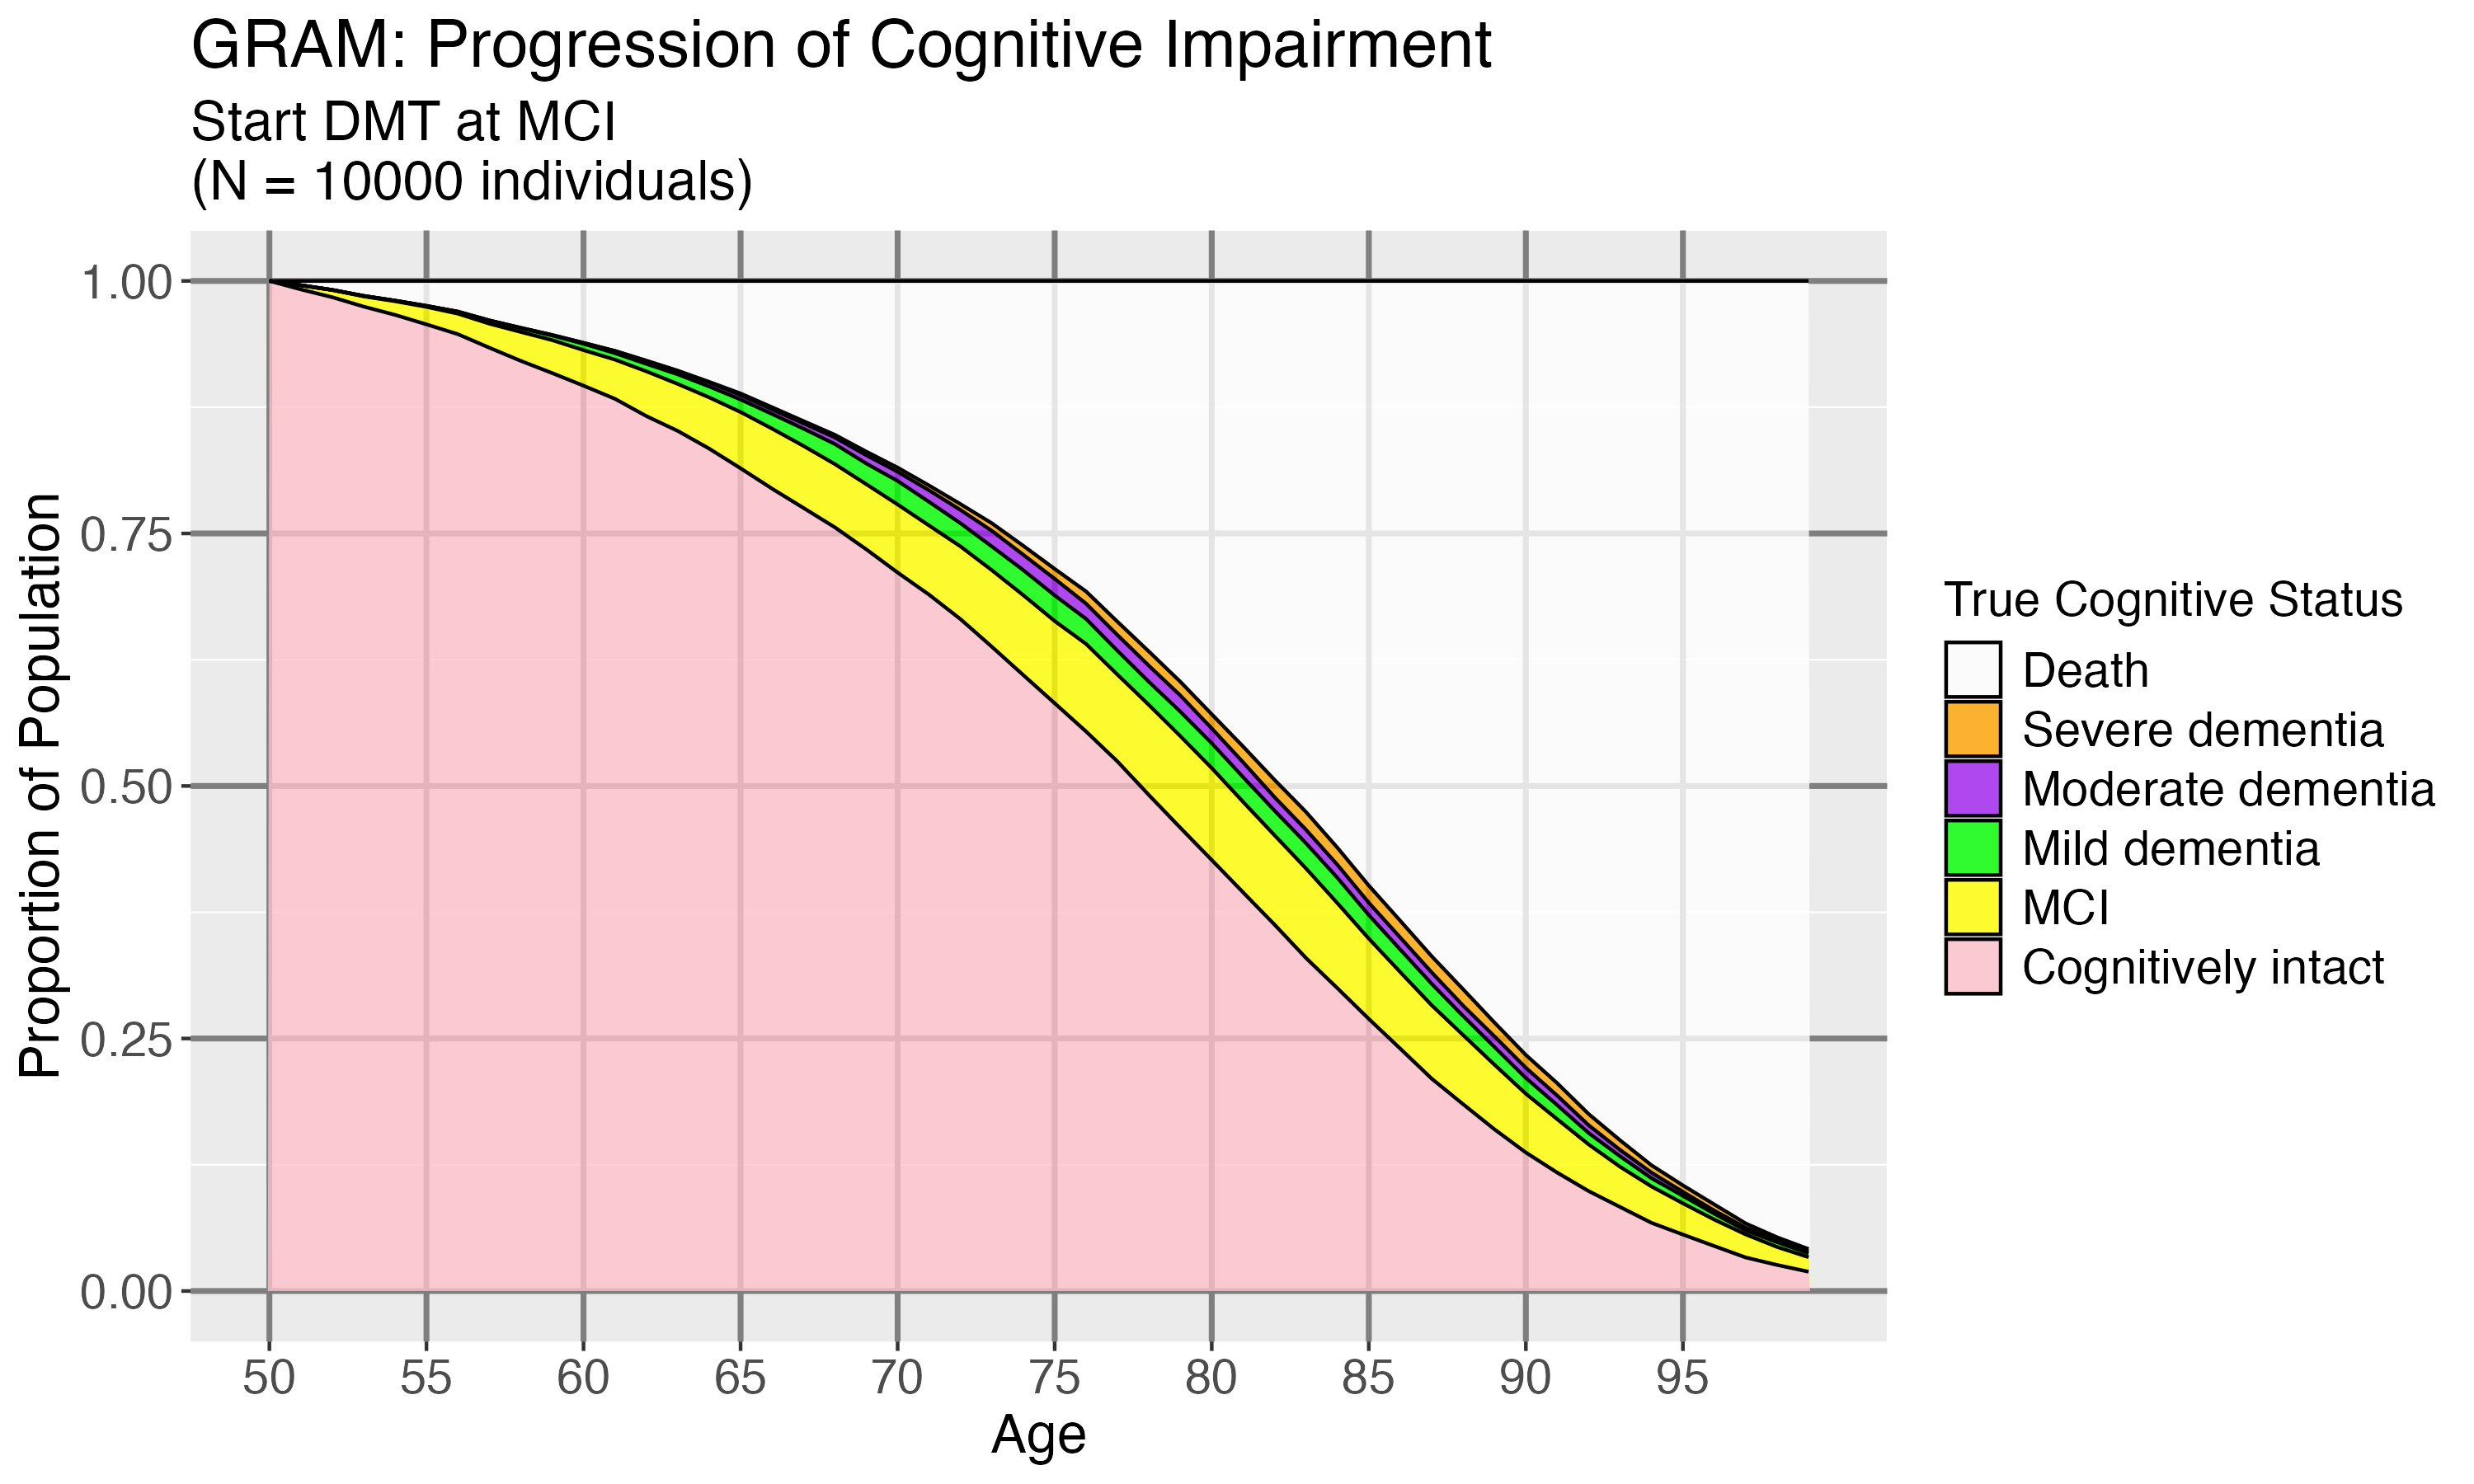 GRAM: Progression of Cognitive Impairment
Start DMT at MCI
(N = 10000 individuals)
Proportion of Population
1.00
0.75
0.50
0.25
0.00
50 55 60 65 70 75 80 85 90 95
Age
True Cognitive Status
Death
Severe dementia
Moderate dementia
Mild dementia
MCI
Cognitively intact